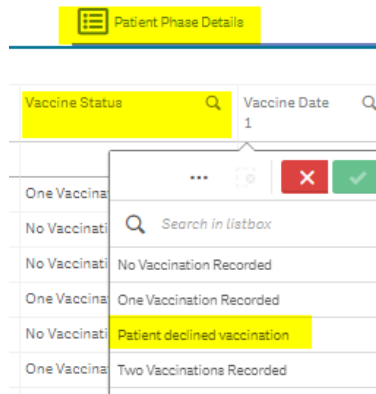 Patient Phase Details
Vaccine Status
Vaccine Date
1
...
One Vaccina
Search in listbox
No Vaccinati
No Vaccinati
No Vaccination Recorded
One Vaccina
One Vaccination Recorded
No Vaccinati
Patient declined vaccination
One Vaccina
Two Vaccinations Recorded